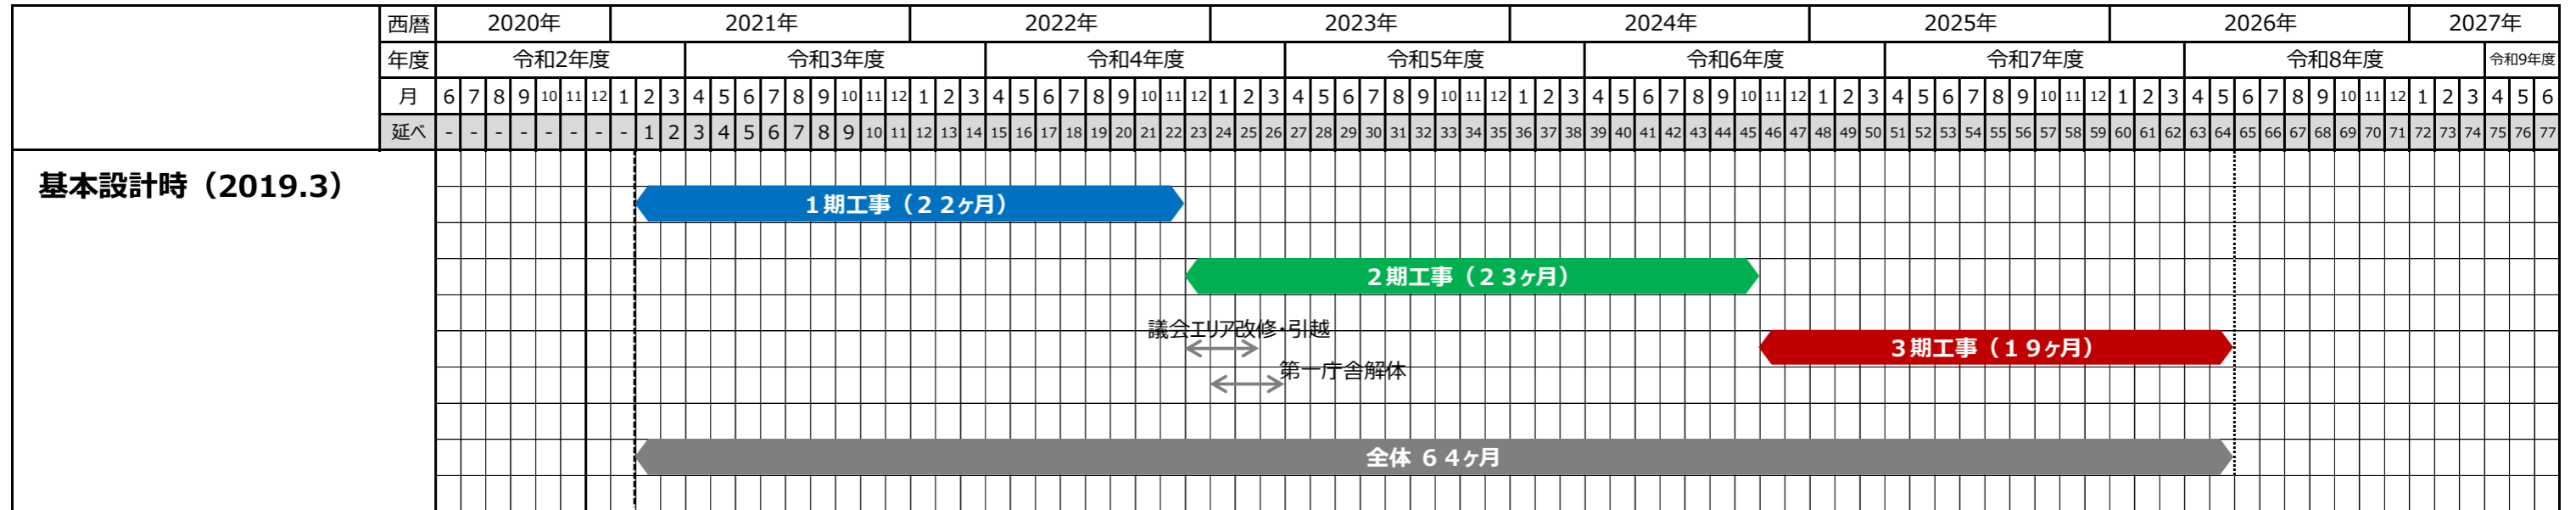 西暦 2020年 2021年 2022年 2023年 2024年 2025年 2026年 2027年
年度 令和2年度 令和3年度 令和4年度 令和5年度 令和6年度 令和7年度 令和8年度 令和9年度
月 6 7 8 9 10 11 12 1 2 3 4 5 6 7 8 9 10 11 12 1 2 3 4 5 6 7 8 9 10 11 12 1 2 3 4 5 6 7 8 9 10 11 12 1 2 3 4 5 6 7 8 9 10 11 12 1 2 3 4 5 6 7 8 9 10 11 12 1 2 3 4 5 6 7 8 9 10 11 12 1 2 3 4 5 6
延べ - - - - - - - - 1 2 3 4 5 6 7 8 9 10 11 12 13 14 15 16 17 18 19 20 21 22 23 24 25 26 27 28 29 30 31 32 33 34 35 36 37 38 39 40 41 42 43 44 45 46 47 48 49 50 51 52 53 54 55 56 57 58 59 60 61 62 63 64 65 66 67 68 69 70 71 72 73 74 75 76 77
基本設計時（2019.3）
１期工事（２２ヶ月）
２期工事（２３ヶ月）
議会エリア改修・引越
３期工事（１９ヶ月）
第一庁舎解体
全体 ６４ヶ月